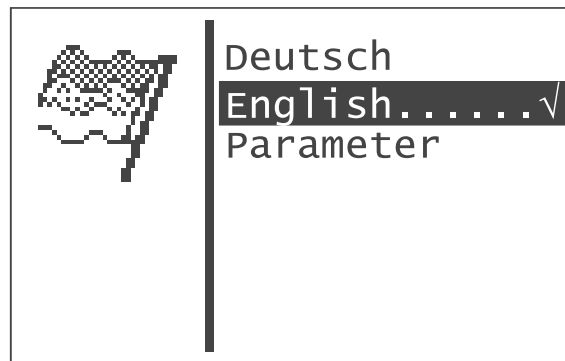 Deutsch
English......√
Parameter